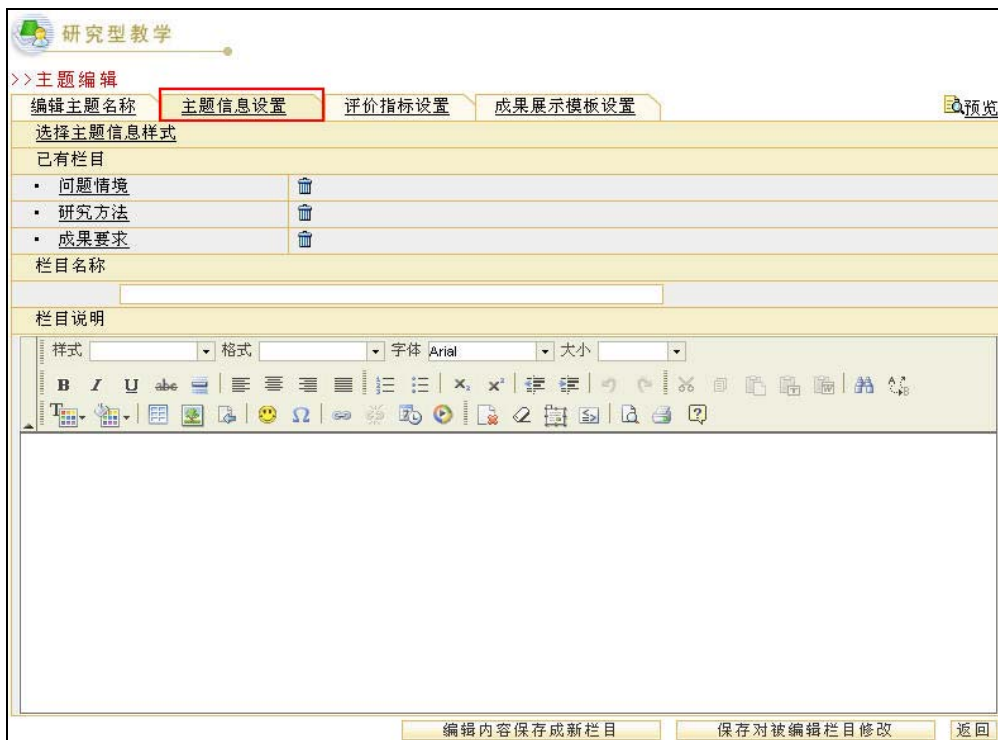 研究型教学
>>主题编辑
编辑主题名称 主题信息设置 评价指标设置 成果展示模板设置 预览
选择主题信息样式
已有栏目
▪ 问题情境
▪ 研究方法
▪ 成果要求
栏目名称
栏目说明
样式 格式 字体 Arial 大小
编辑内容保存成新栏目 保存对被编辑栏目修改 返回